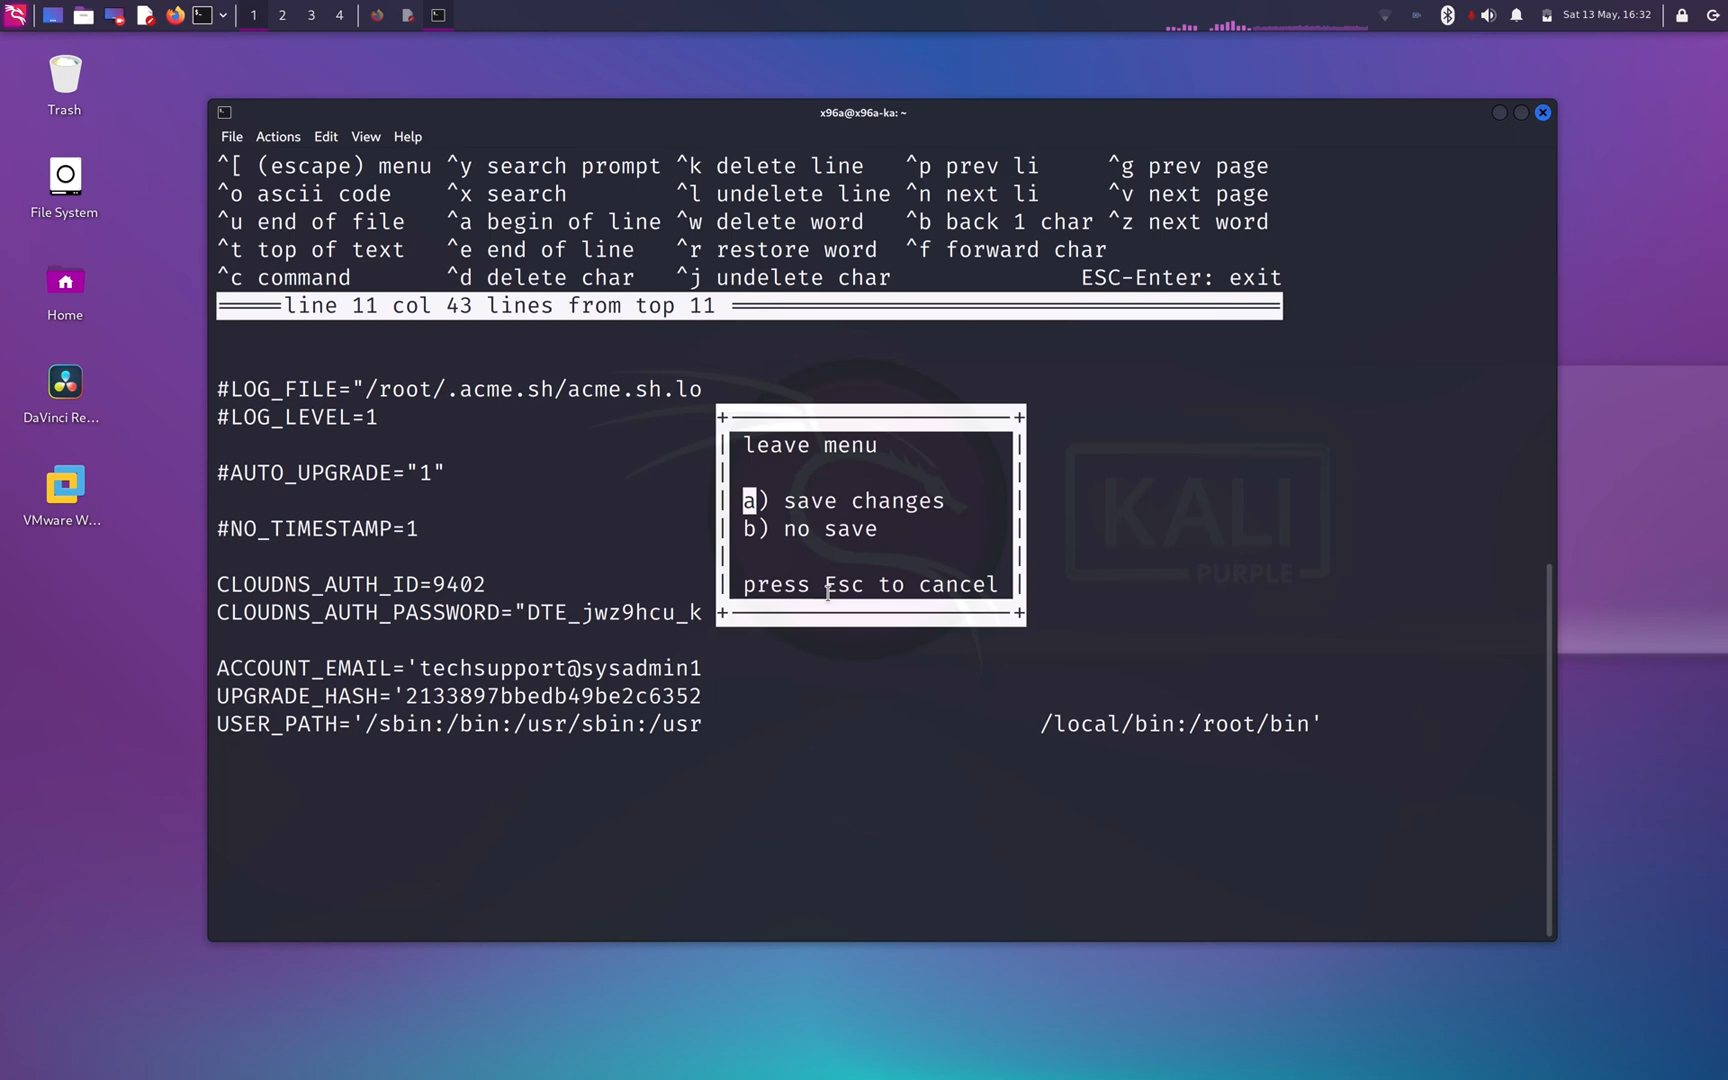 1 2 3 4
Sat 13 May, 16:32
Trash
File System
Home
DaVinci Re...
VMware W...
x96a@x96a-ka: ~
File Actions Edit View Help
^[ (escape) menu ^y search prompt ^k delete line ^p prev li ^g prev page
^o ascii code ^x search ^l undelete line ^n next li ^v next page
^u end of file ^a begin of line ^w delete word ^b back 1 char ^z next word
^t top of text ^e end of line ^r restore word ^f forward char
^c command ^d delete char ^j undelete char ESC-Enter: exit
=====line 11 col 43 lines from top 11 =====
#LOG_FILE="/root/.acme.sh/acme.sh.lo
#LOG_LEVEL=1
#AUTO_UPGRADE="1"
#NO_TIMESTAMP=1
CLOUDNS_AUTH_ID=9402
CLOUDNS_AUTH_PASSWORD="DTE_jwz9hcu_k
ACCOUNT_EMAIL='techsupport@sysadmin1
UPGRADE_HASH='2133897bbedb49be2c6352
USER_PATH='/sbin:/bin:/usr/sbin:/usr /local/bin:/root/bin'
leave menu
a) save changes
b) no save
press Esc to cancel
KALI
PURPLE